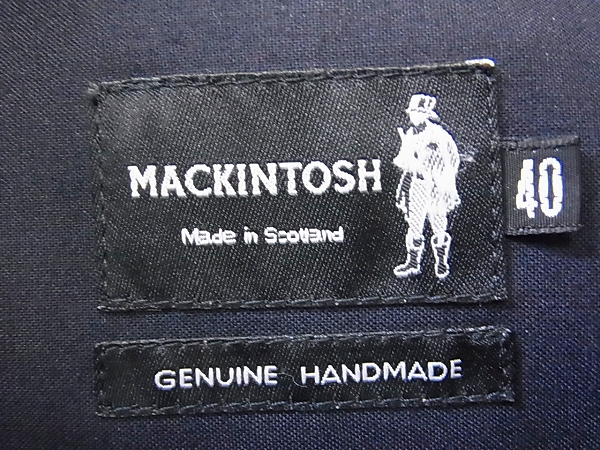 MACKINTOSH
Made in Scotland
40
GENUINE HANDMADE